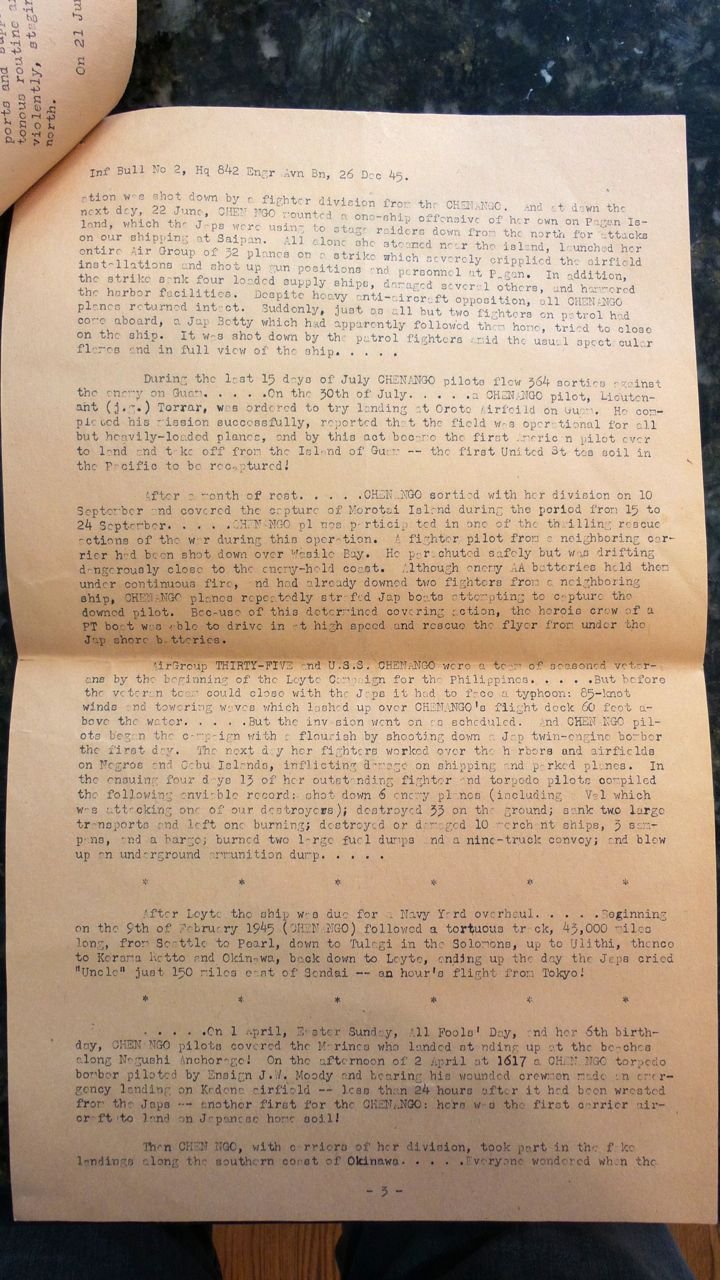 ports and supp
tonous routine a
violently, stagin
north.
On 21 Jun
Inf Bull No 2, Hq 842 Engr Avn Bn, 26 Dec 45.
ation was shot down by a fighter division from the CHENANGO. And at dawn the
next day, 22 June, CHENANGO mounted a one-ship offensive of her own on Pagan Is-
land, which the Japs were using to stage raiders down from the north for attacks
on our shipping at Saipan. All alone she steamed near the island, launched her
entire Air Group of 32 planes on a strike which severely crippled the airfield
installations and shot up gun positions and personnel at Pagan. In addition,
the strike sank four loaded supply ships, damaged several others, and hammered
the harbor facilities. Despite heavy anti-aircraft opposition, all CHENANGO
planes returned intact. Suddenly, just as all but two fighters on patrol had
come aboard, a Jap Betty which had apparently followed them home, tried to close
on the ship. It was shot down by the patrol fighters amid the usual spectacular
flames and in full view of the ship. . . . .
During the last 15 days of July CHENANGO pilots flew 364 sorties against
the enemy on Guam. . . . .On the 30th of July. . . . .a CHENANGO pilot, Lieuten-
ant (j.g.) Torrar, was ordered to try landing at Orote Airfeild on Guam. He com-
pleted his mission successfully, reported that the field was operational for all
but heavily-loaded planes, and by this act became the first American pilot ever
to land and take off from the Island of Guam -- the first United States soil in
the Pacific to be recaptured!
After a month of rest. . . . .CHENANGO sortied with her division on 10
September and covered the capture of Morotai Island during the period from 15 to
24 September. . . . .CHENANGO planes participated in one of the thrilling rescue
actions of the war during this operation. A fighter pilot from a neighboring car-
rier had been shot down over Wasile Bay. He parachuted safely but was drifting
dangerously close to the enemy-held coast. Although enemy AA batteries held them
under continuous fire, and had already downed two fighters from a neighboring
ship, CHENANGO planes repeatedly strafed Jap boats attempting to capture the
downed pilot. Because of this determined covering action, the herois crew of a
PT boat was able to drive in at high speed and rescue the flyer from under the
Jap shore batteries.
AirGroup THIRTY-FIVE and U.S.S. CHENANGO were a team of seasoned veter-
ans by the beginning of the Leyte Campaign for the Philippines. . . . .But before
the veteran team could close with the Japs it had to face a typhoon: 85-knot
winds and towering waves which lashed up over CHENANGO's flight deck 60 feet a-
bove the water. . . . .But the invasion went on as scheduled. And CHENANGO pil-
ots began the campaign with a flourish by shooting down a Jap twin-engine bomber
the first day. The next day her fighters worked over the harbors and airfields
on Negros and Cebu Islands, inflicting damage on shipping and parked planes. In
the ensuing four days 13 of her outstanding fighter and torpedo pilots compiled
the following enviable record: shot down 6 enemy planes (including a Val which
was attacking one of our destroyers); destroyed 33 on the ground; sank two large
transports and left one burning; destroyed or damaged 10 merchant ships, 3 sam-
pans, and a barge; burned two large fuel dumps and a nine-truck convoy; and blew
up an underground ammunition dump. . . . .
* * * * * *
After Leyte the ship was due for a Navy Yard overhaul. . . . .Beginning
on the 9th of February 1945 (CHENANGO) followed a tortuous track, 43,000 miles
long, from Seattle to Pearl, down to Tulagi in the Solomons, up to Ulithi, thence
to Kerama Retto and Okinawa, back down to Leyte, ending up the day the Japs cried
"Uncle" just 150 miles east of Sendai -- an hour's flight from Tokyo!
* * * * * *
. . . . .On 1 April, Easter Sunday, All Fools' Day, and her 6th birth-
day, CHENANGO pilots covered the Marines who landed standing up at the beaches
along Nagushi Anchorage! On the afternoon of 2 April at 1617 a CHENANGO torpedo
bomber piloted by Ensign J.W. Moody and bearing his wounded crewmen made an emer-
gency landing on Kadena airfield -- less than 24 hours after it had been wrested
from the Japs -- another first for the CHENANGO: hers was the first carrier air-
craft to land on Japanese home soil!
Then CHENANGO, with carriers of her division, took part in the fake
landings along the southern coast of Okinawa. . . . .Everyone wondered when the
- 3 -